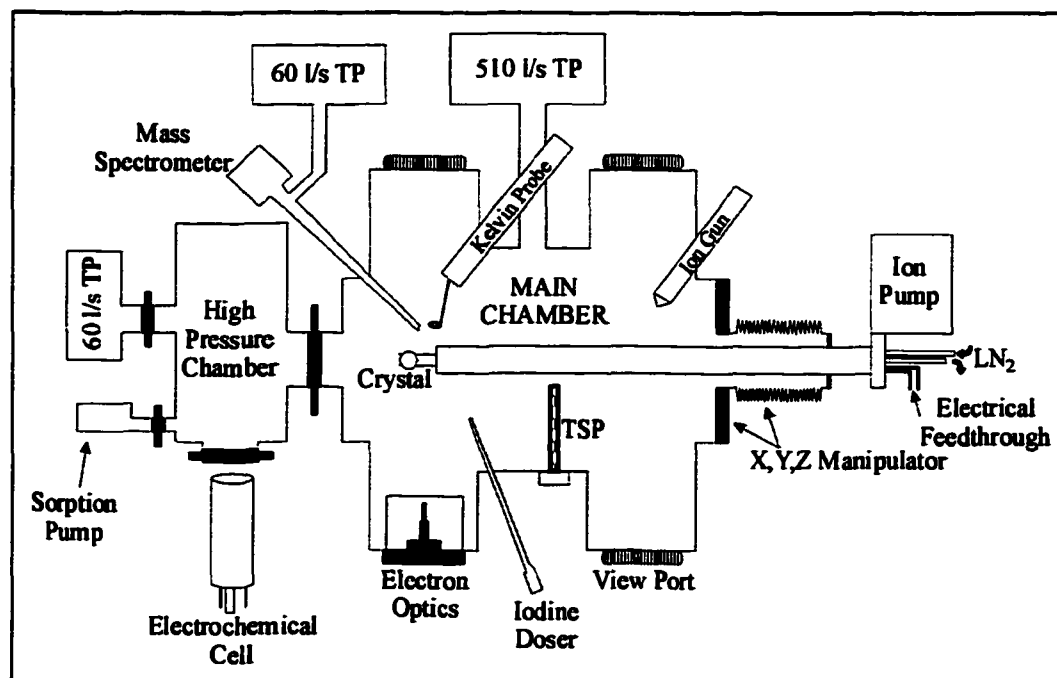 60 l/s TP
510 l/s TP
Mass
Spectrometer
Kelvin Probe
Ion Gun
Ion
Pump
60 l/s TP
High
Pressure
Chamber
MAIN
CHAMBER
Crystal
LN2
TSP
Electrical
Feedthrough
X,Y,Z Manipulator
Sorption
Pump
Electron
Optics
View Port
Iodine
Doser
Electrochemical
Cell